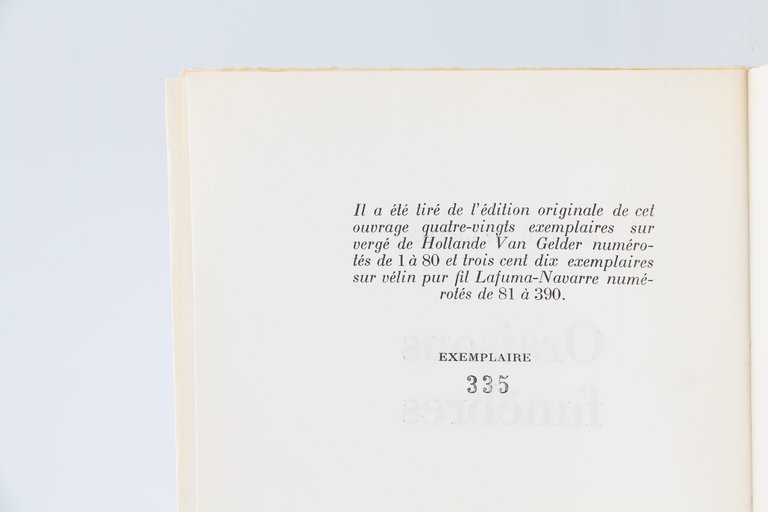 Il a été tiré de l'édition originale de cet
ouvrage quatre-vingts exemplaires sur
vergé de Hollande Van Gelder numéro-
tés de 1 à 80 et trois cent dix exemplaires
sur vélin pur fil Lafuma-Navarre numé-
rotés de 81 à 390.
Oraisons
EXEMPLAIRE
335
funèbres